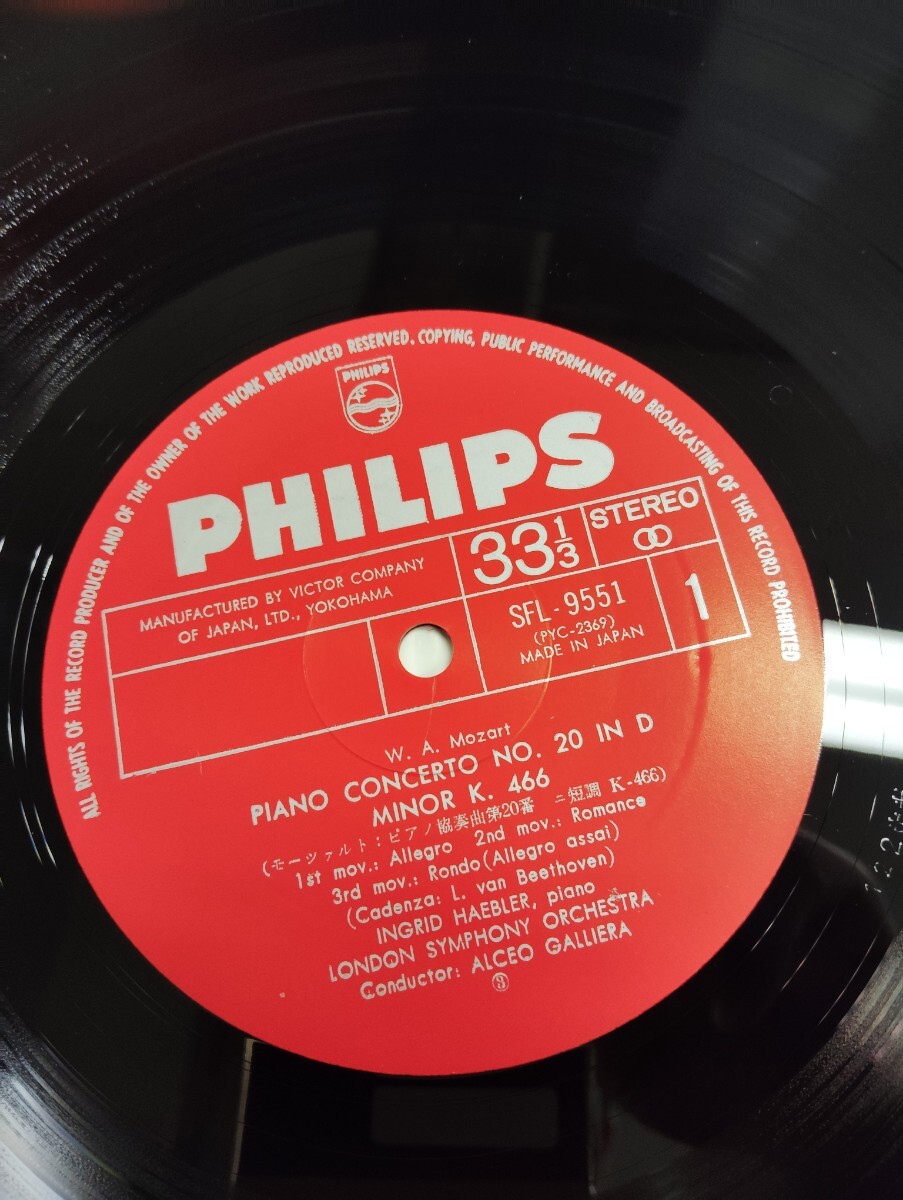 ALL RIGHTS OF THE RECORD PRODUCER AND OF THE OWNER OF THE WORK REPRODUCED RESERVED. COPYING, PUBLIC PERFORMANCE AND BROADCASTING OF THIS RECORD PROHIBITED
PHILIPS
PHILIPS
MANUFACTURED BY VICTOR COMPANY
OF JAPAN, LTD., YOKOHAMA
33 1/3
STEREO
SFL-9551
(PYC-2369)
MADE IN JAPAN
1
W. A. Mozart
PIANO CONCERTO NO. 20 IN D
MINOR K. 466
(モーツァルト: ピアノ協奏曲第20番 ニ短調 K-466)
1st mov.: Allegro 2nd mov.: Romance
3rd mov.: Rondo (Allegro assai)
(Cadenza: L. van Beethoven)
INGRID HAEBLER, piano
LONDON SYMPHONY ORCHESTRA
Conductor: ALCEO GALLIERA